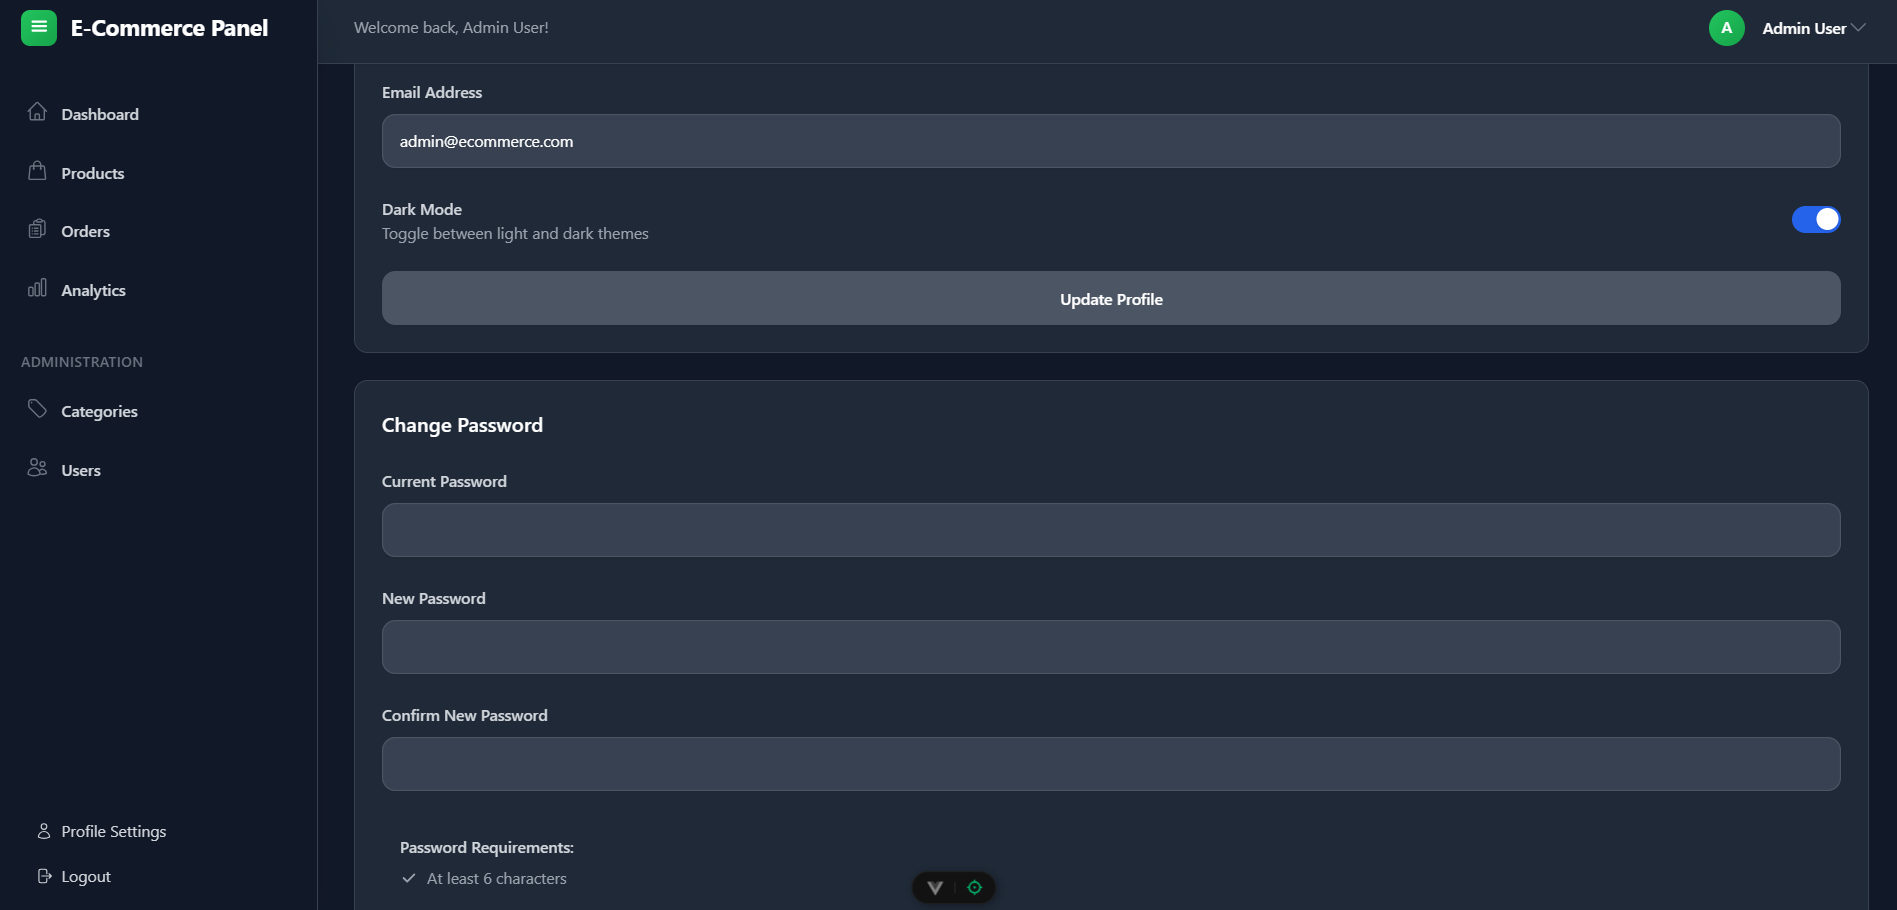 E-Commerce Panel
Dashboard
Products
Orders
Analytics
ADMINISTRATION
Categories
Users
Profile Settings
Logout
Welcome back, Admin User!
A
Admin User
Email Address
admin@ecommerce.com
Dark Mode
Toggle between light and dark themes
Update Profile
Change Password
Current Password
New Password
Confirm New Password
Password Requirements:
At least 6 characters